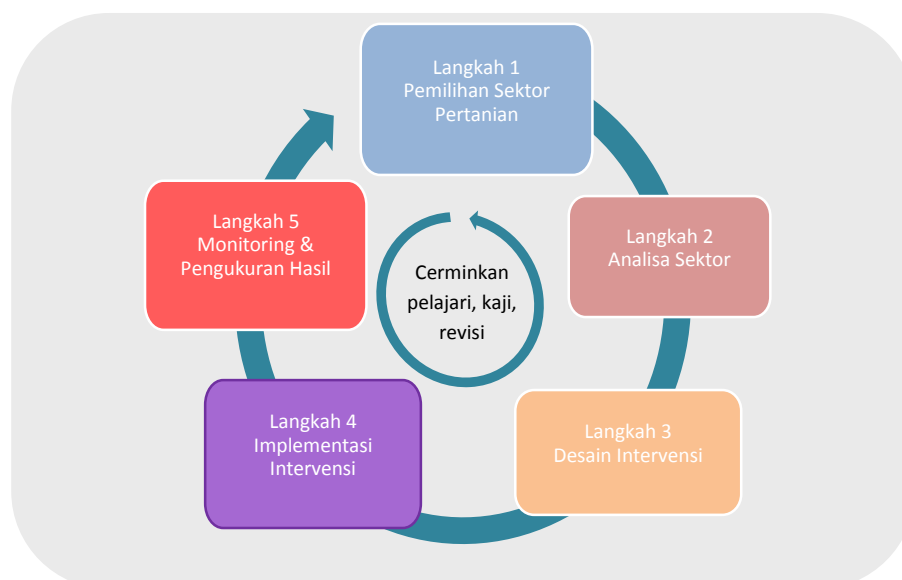 Langkah 1
Pemilihan Sektor
Pertanian
Langkah 2
Analisa Sektor
Langkah 3
Desain Intervensi
Langkah 4
Implementasi
Intervensi
Langkah 5
Monitoring &
Pengukuran Hasil
Cerminkan
pelajari, kaji,
revisi